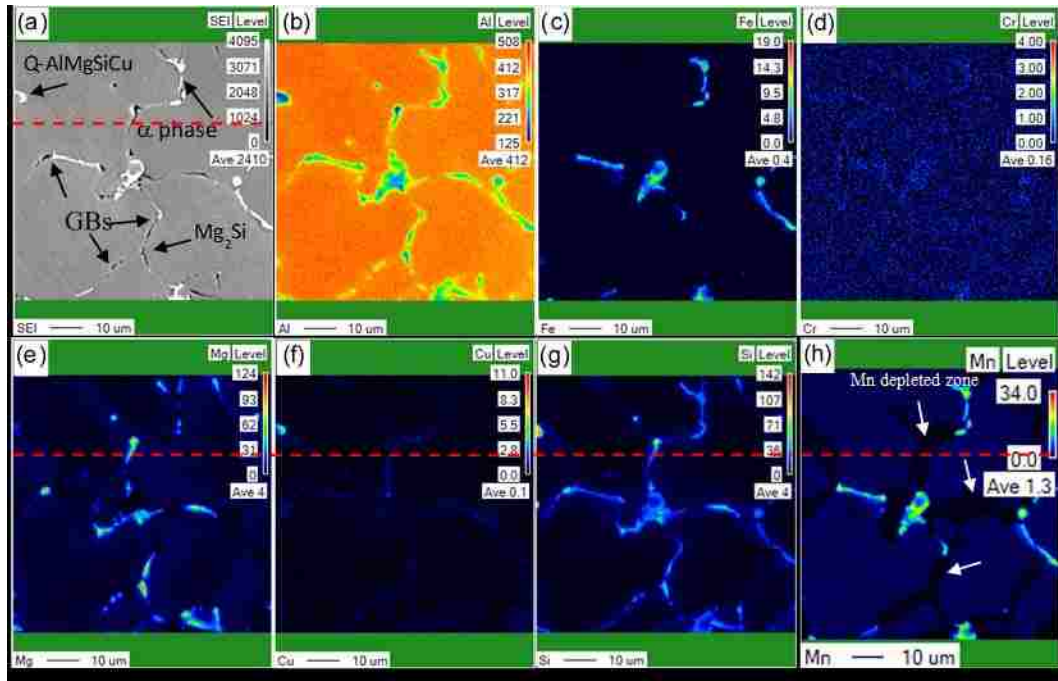 (a)
SEI Level
4095
3071
2048
1024
0
Ave 2410
Q-AlMgSiCu
α phase
GBs
Mg2Si
SEI 10 um
(b)
Al Level
508
412
317
221
125
Ave 412
Al 10 um
(c)
Fe Level
19.0
14.3
9.5
4.8
0.0
Ave 0.4
Fe 10 um
(d)
Cr Level
4.00
3.00
2.00
1.00
0.00
Ave 0.16
Cr 10 um
(e)
Mg Level
124
93
62
31
0
Ave 4
Mg 10 um
(f)
Cu Level
11.0
8.3
5.5
2.8
0.0
Ave 0.1
Cu 10 um
(g)
Si Level
142
107
71
36
0
Ave 4
Si 10 um
(h)
Mn Level
Mn depleted zone
34.0
0.0
Ave 1.3
Mn 10 um